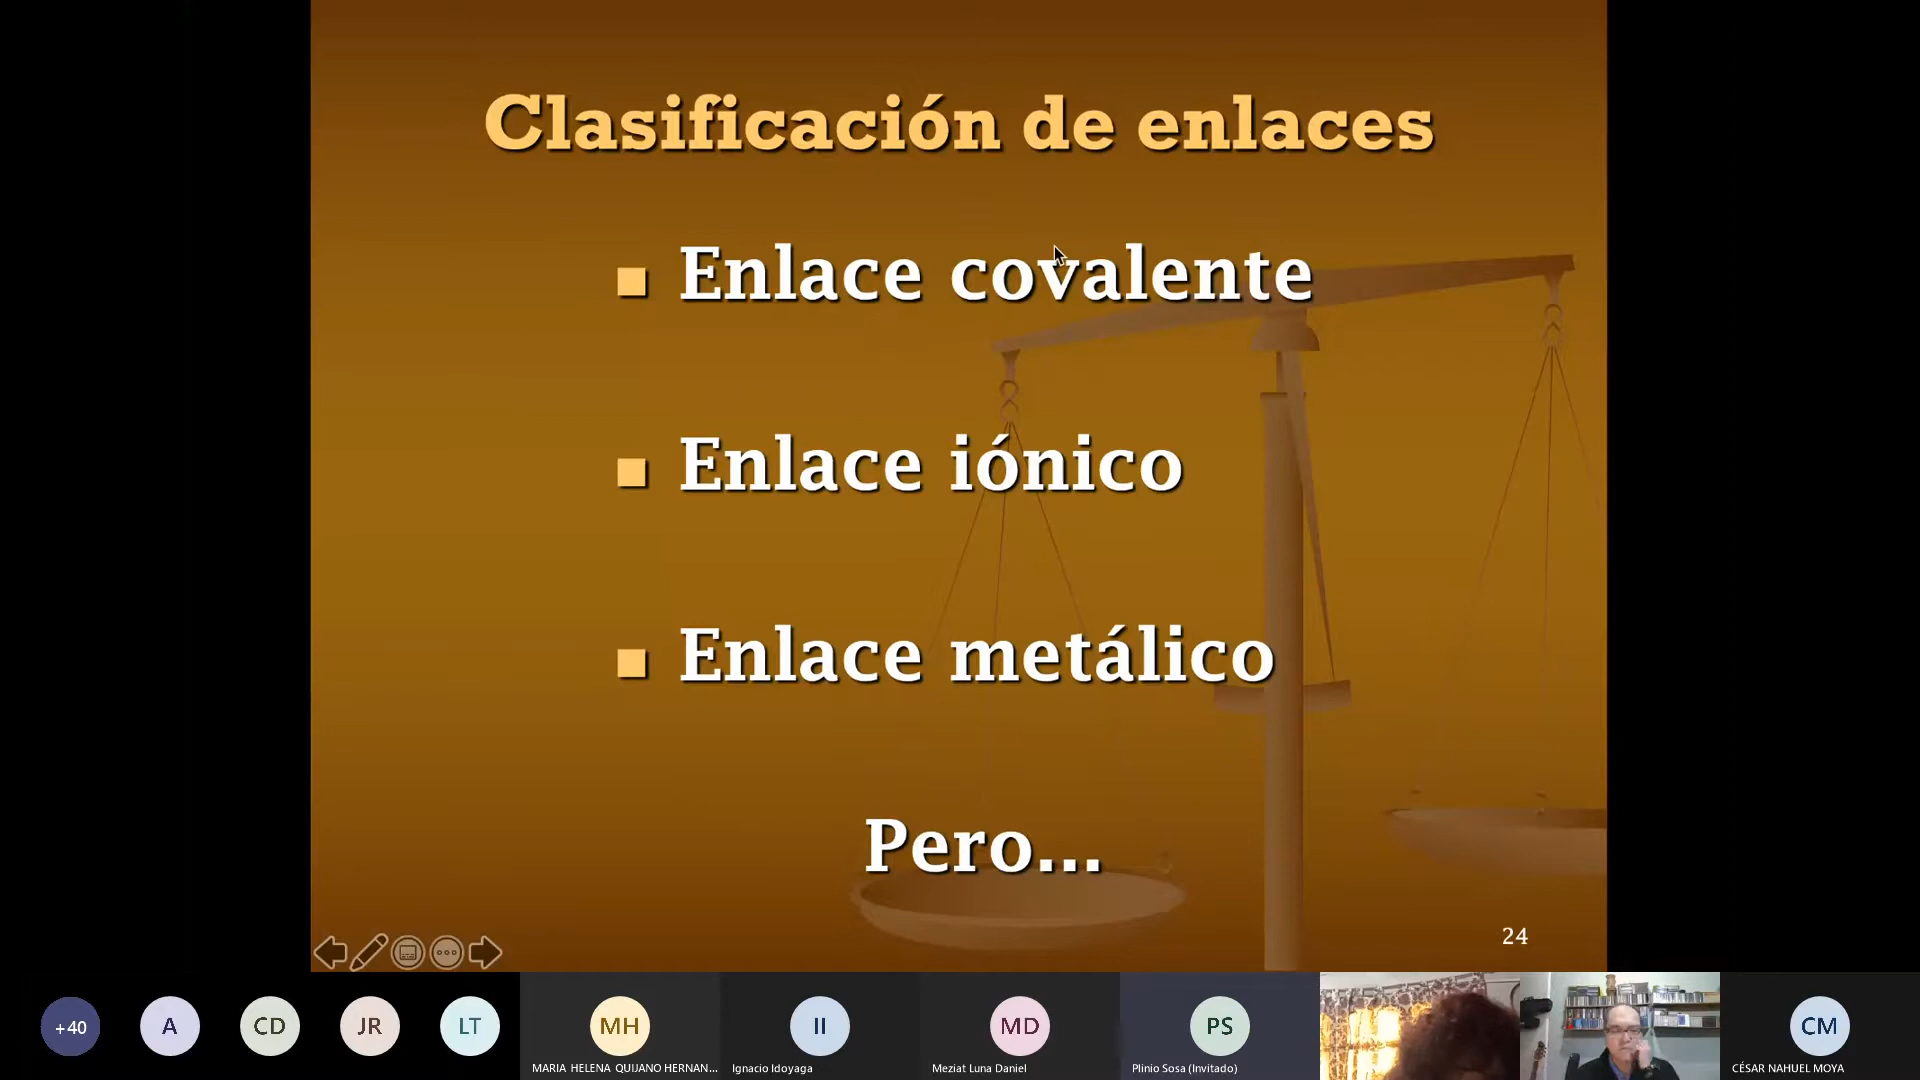 Clasificación de enlaces
Enlace covalente
Enlace iónico
Enlace metálico
Pero...
24
+40
A
CD
JR
LT
MH
II
MD
PS
CM
MARIA HELENA QUIJANO HERNAN...
Ignacio Idoyaga
Meziat Luna Daniel
Plinio Sosa (Invitado)
CÉSAR NAHUEL MOYA